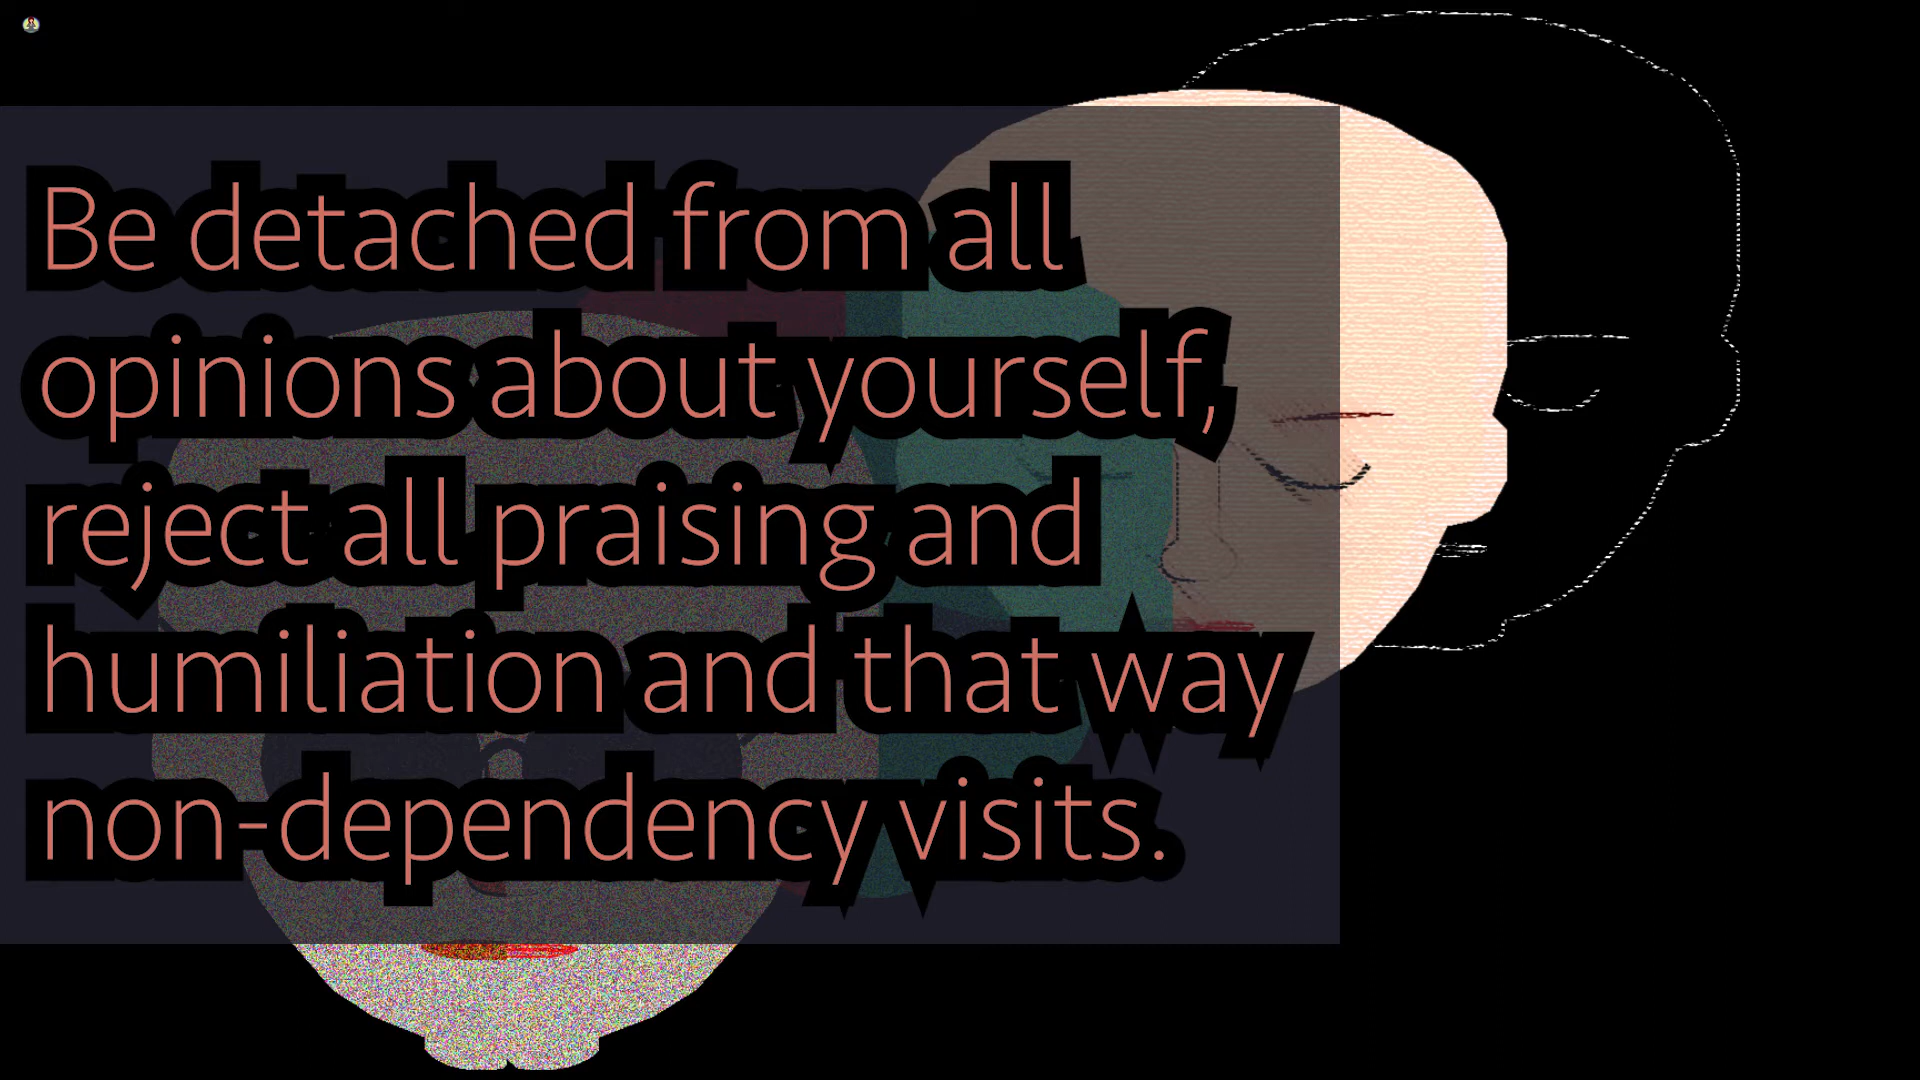 Be detached from all
opinions about yourself,
reject all praising and
humiliation and that way
non-dependency visits.